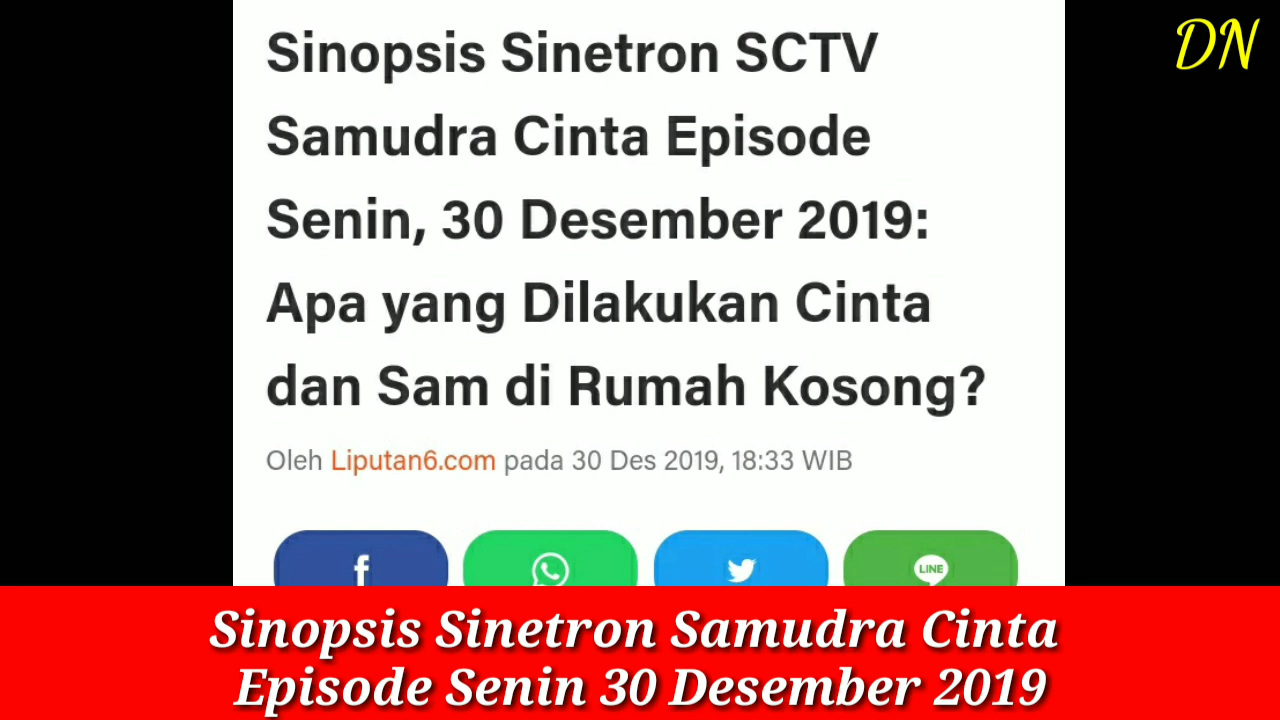 Sinopsis Sinetron SCTV
Samudra Cinta Episode
Senin, 30 Desember 2019:
Apa yang Dilakukan Cinta
dan Sam di Rumah Kosong?
Oleh Liputan6.com pada 30 Des 2019, 18:33 WIB
f
LINE
DN
Sinopsis Sinetron Samudra Cinta
Episode Senin 30 Desember 2019